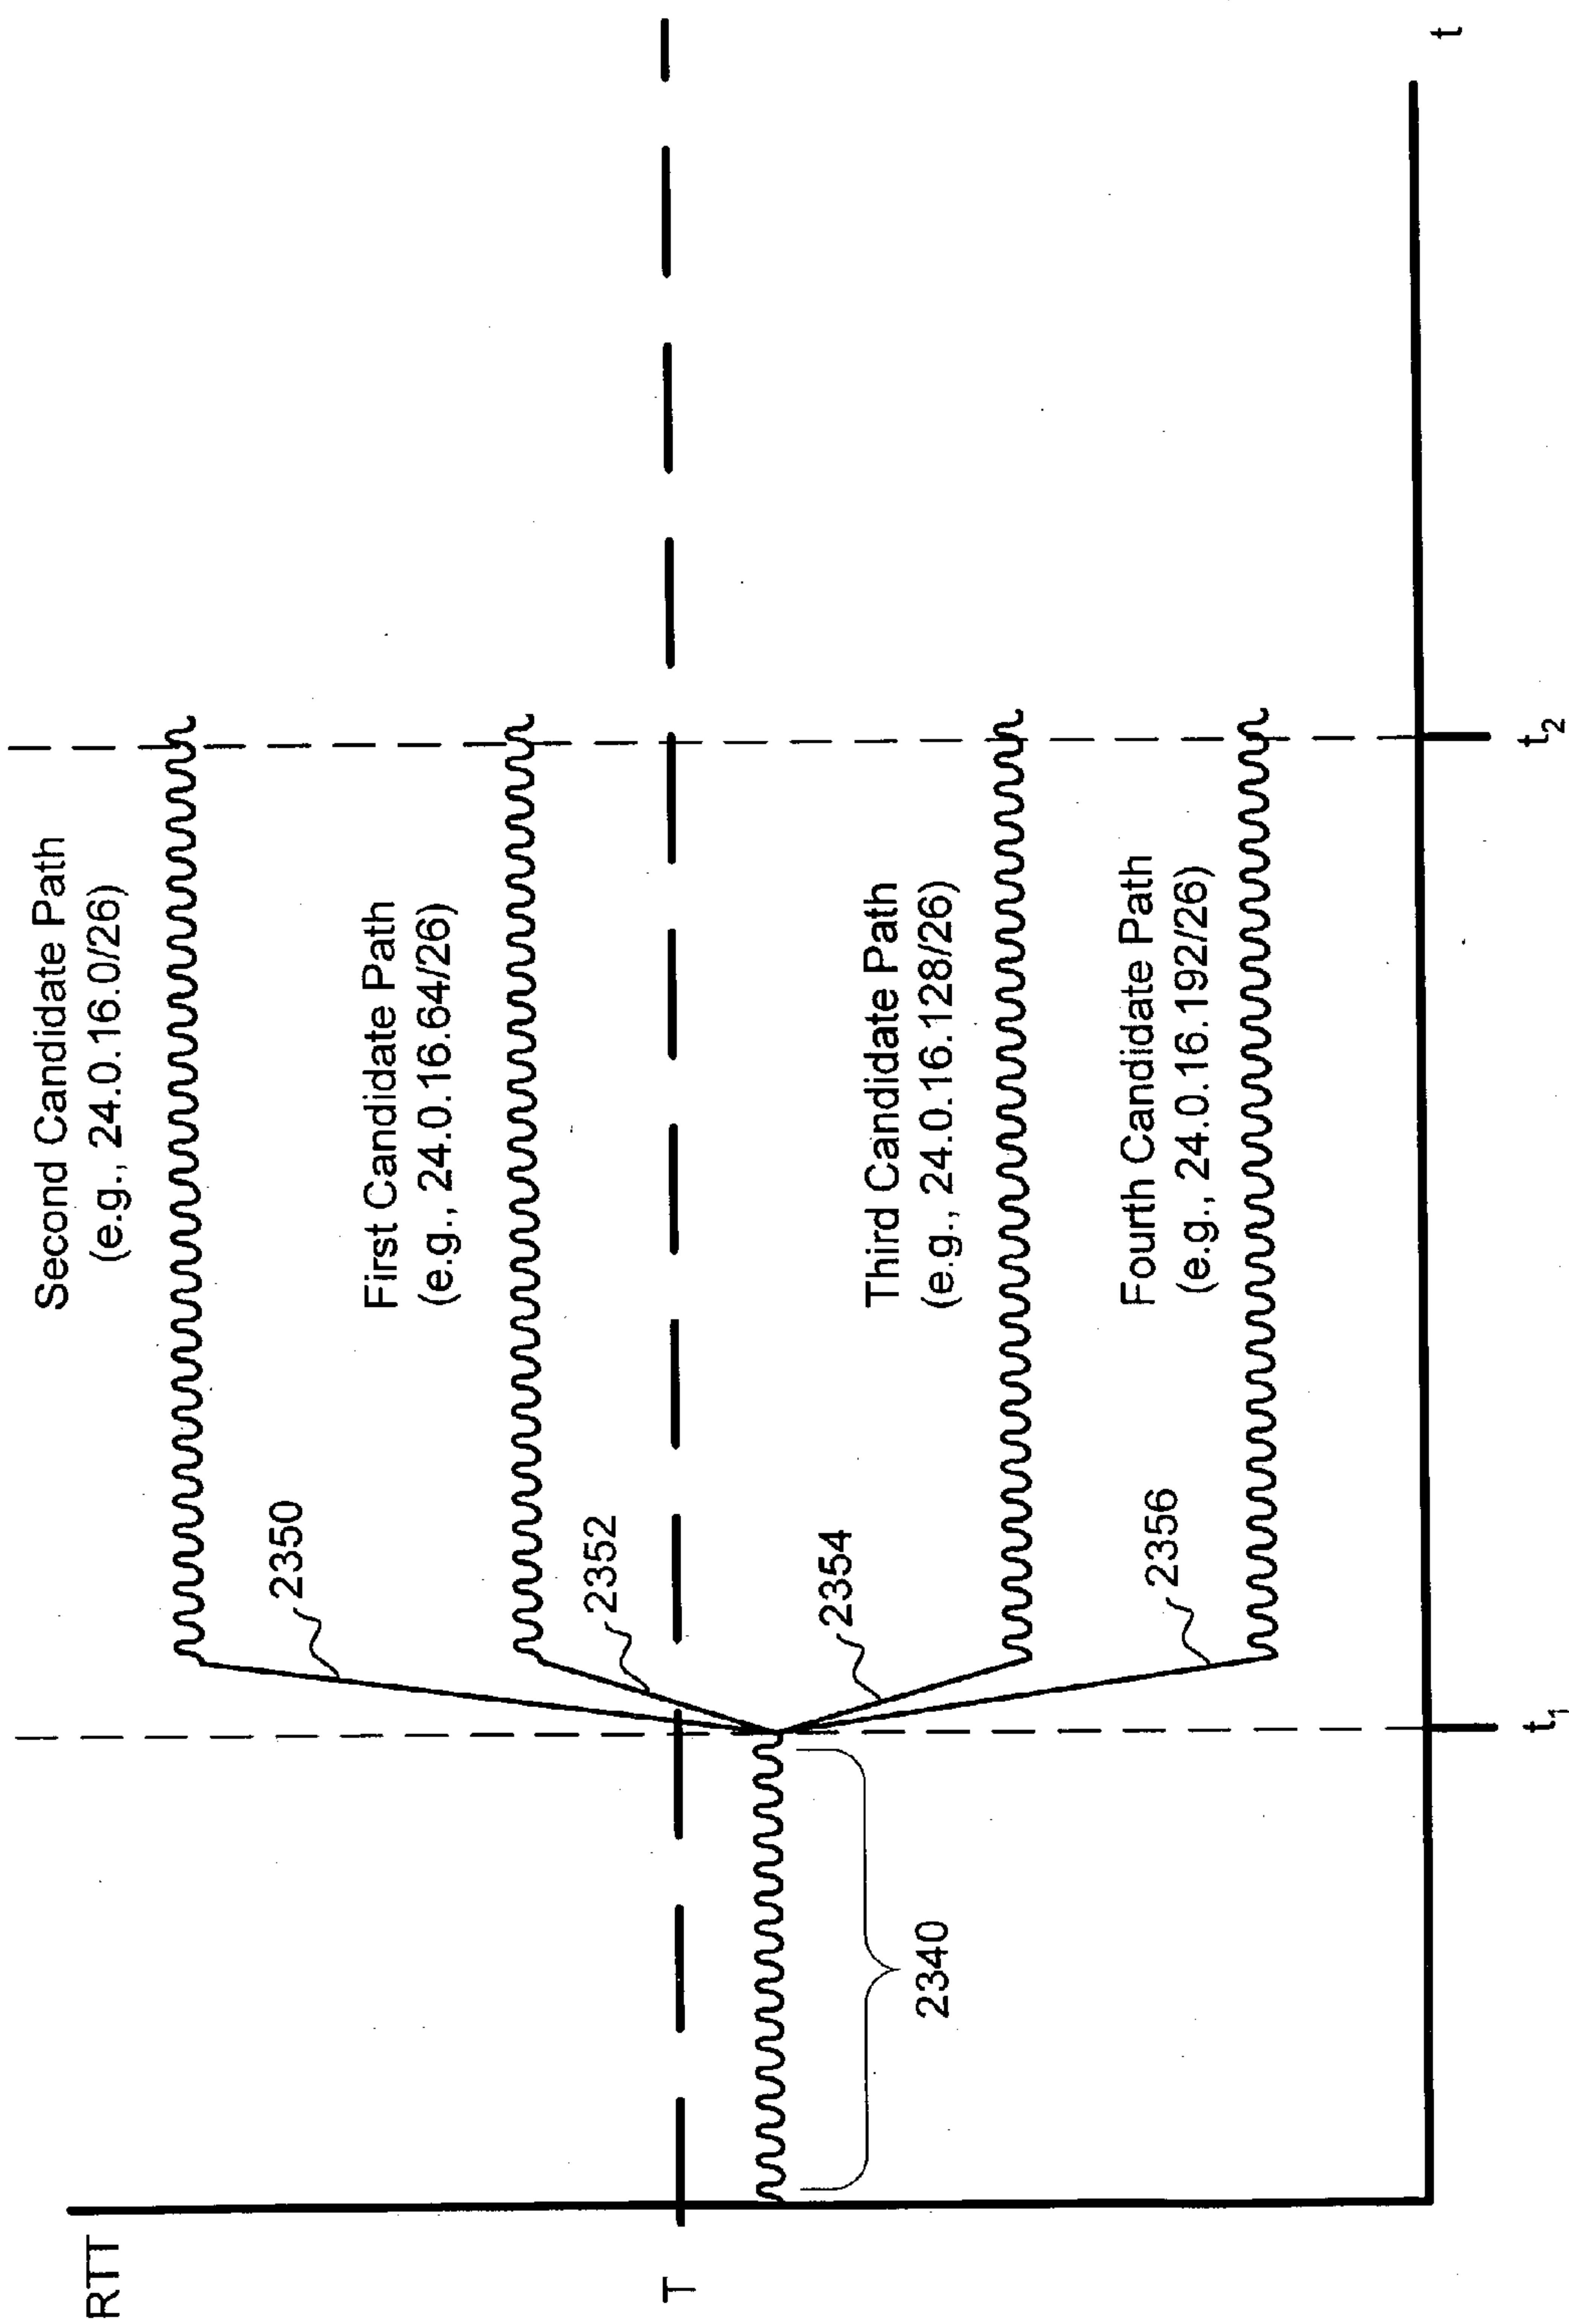 RTT
Second Candidate Path
(e.g., 24.0.16.0/26)
2350
First Candidate Path
(e.g., 24.0.16.64/26)
2352
T
2340
2354
Third Candidate Path
(e.g., 24.0.16.128/26)
2356
Fourth Candidate Path
(e.g., 24.0.16.192/26)
t₁
t₂
t